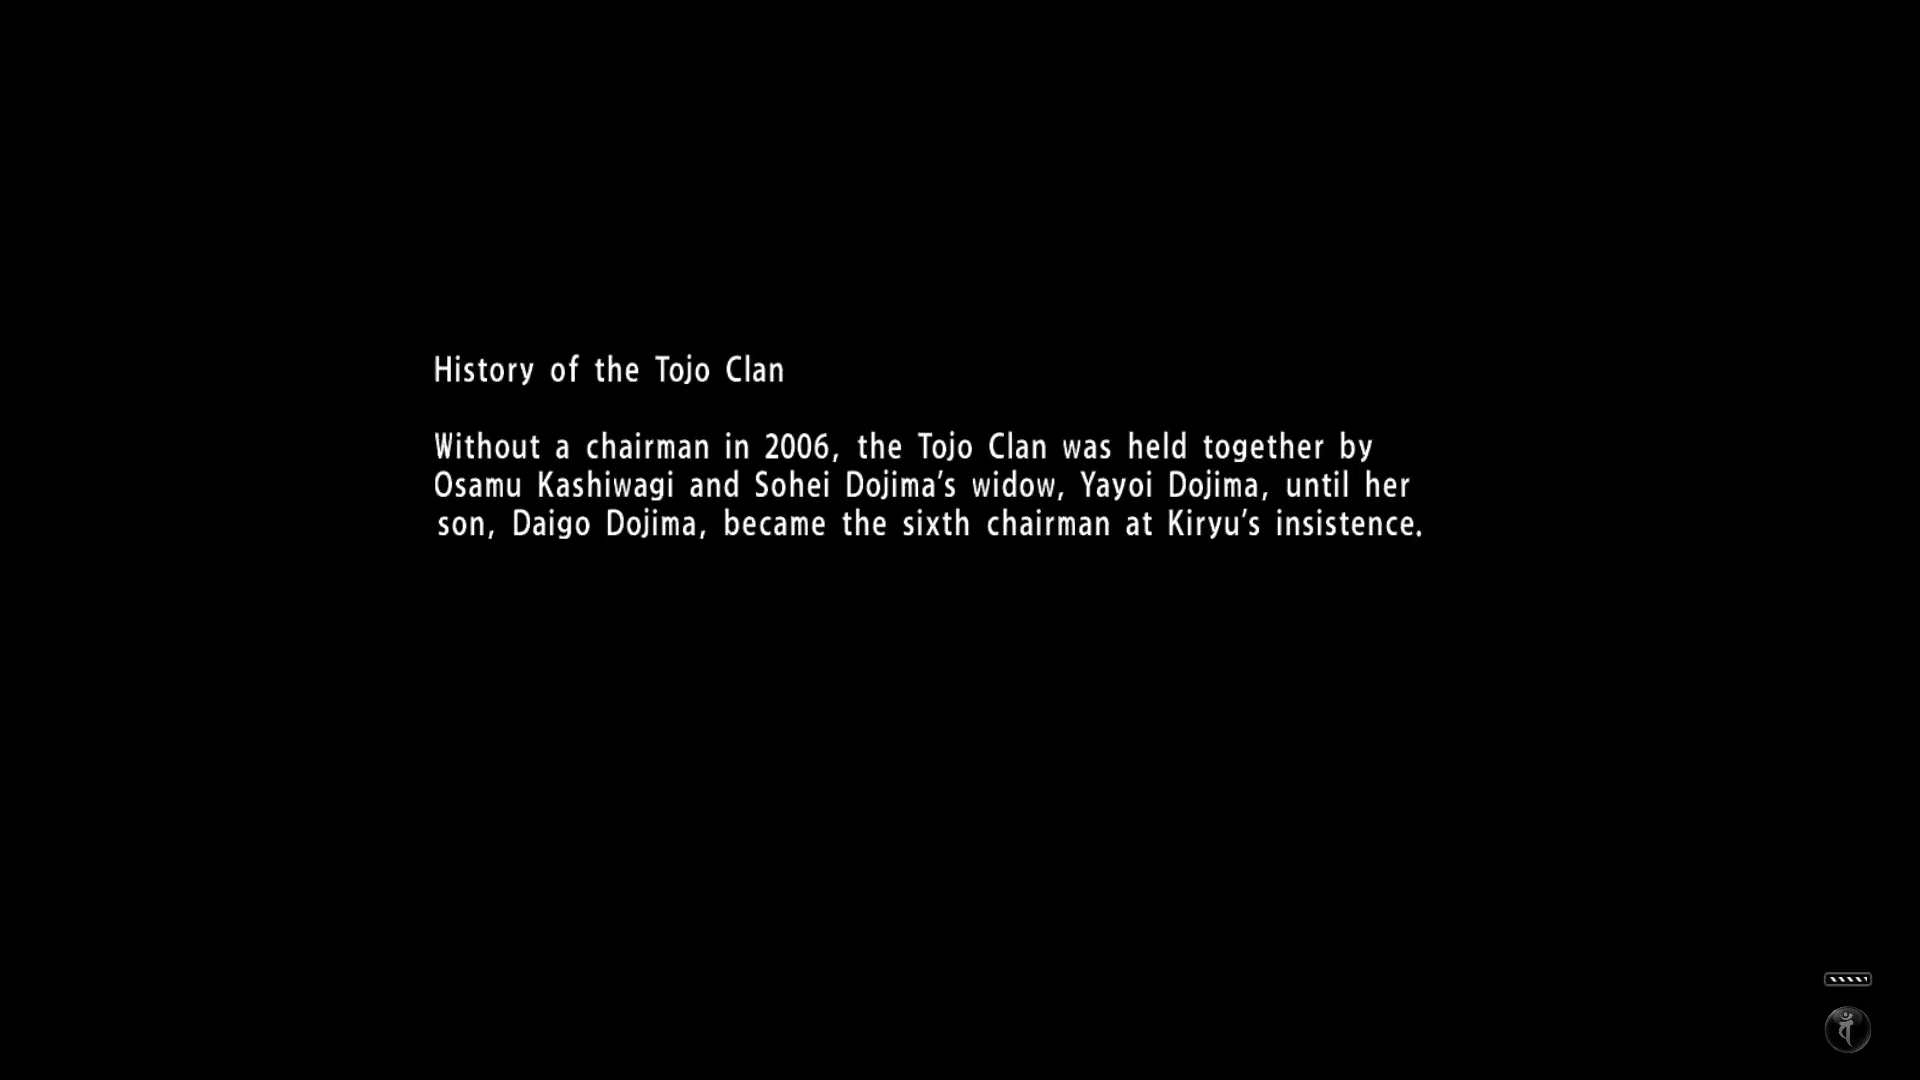 History of the Tojo Clan
Without a chairman in 2006, the Tojo Clan was held together by
Osamu Kashiwagi and Sohei Dojima's widow, Yayoi Dojima, until her
son, Daigo Dojima, became the sixth chairman at Kiryu's insistence.